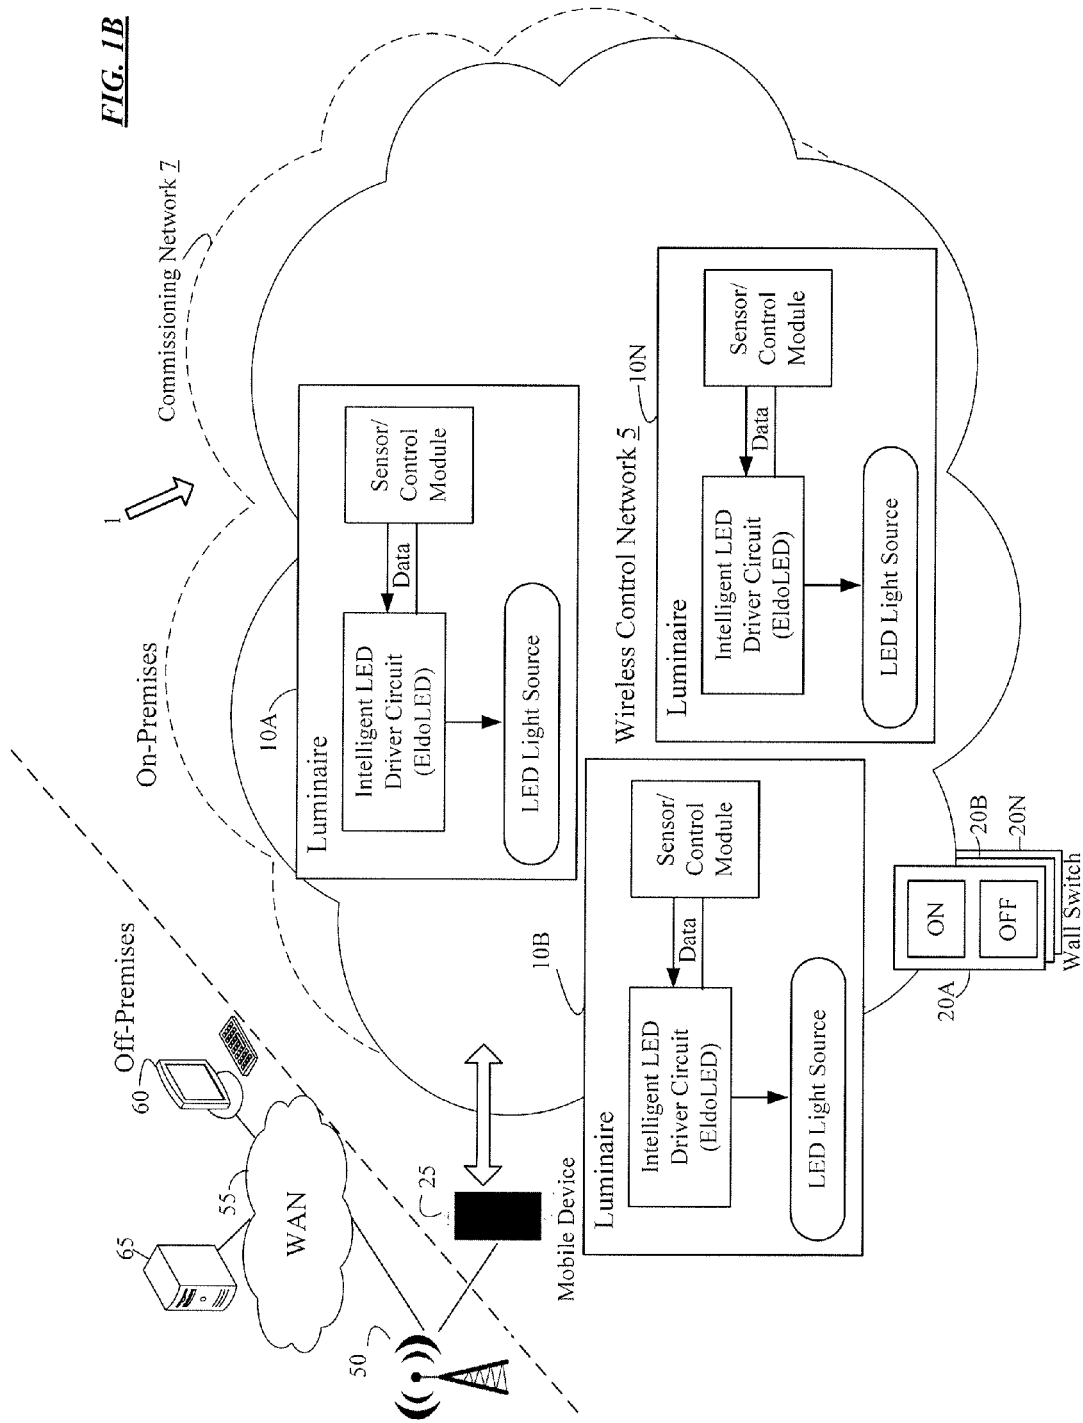 FIG. 1B
Off-Premises
On-Premises
1
Commissioning Network 7
65
60
55
WAN
50
25
Mobile Device
10A
Luminaire
Intelligent LED
Driver Circuit
(EldoLED)
Data
Sensor/
Control
Module
LED Light Source
10B
Luminaire
Intelligent LED
Driver Circuit
(EldoLED)
Data
Sensor/
Control
Module
LED Light Source
Wireless Control Network 5
10N
Luminaire
Intelligent LED
Driver Circuit
(EldoLED)
Data
Sensor/
Control
Module
LED Light Source
20A
20B
20N
ON
OFF
Wall Switch